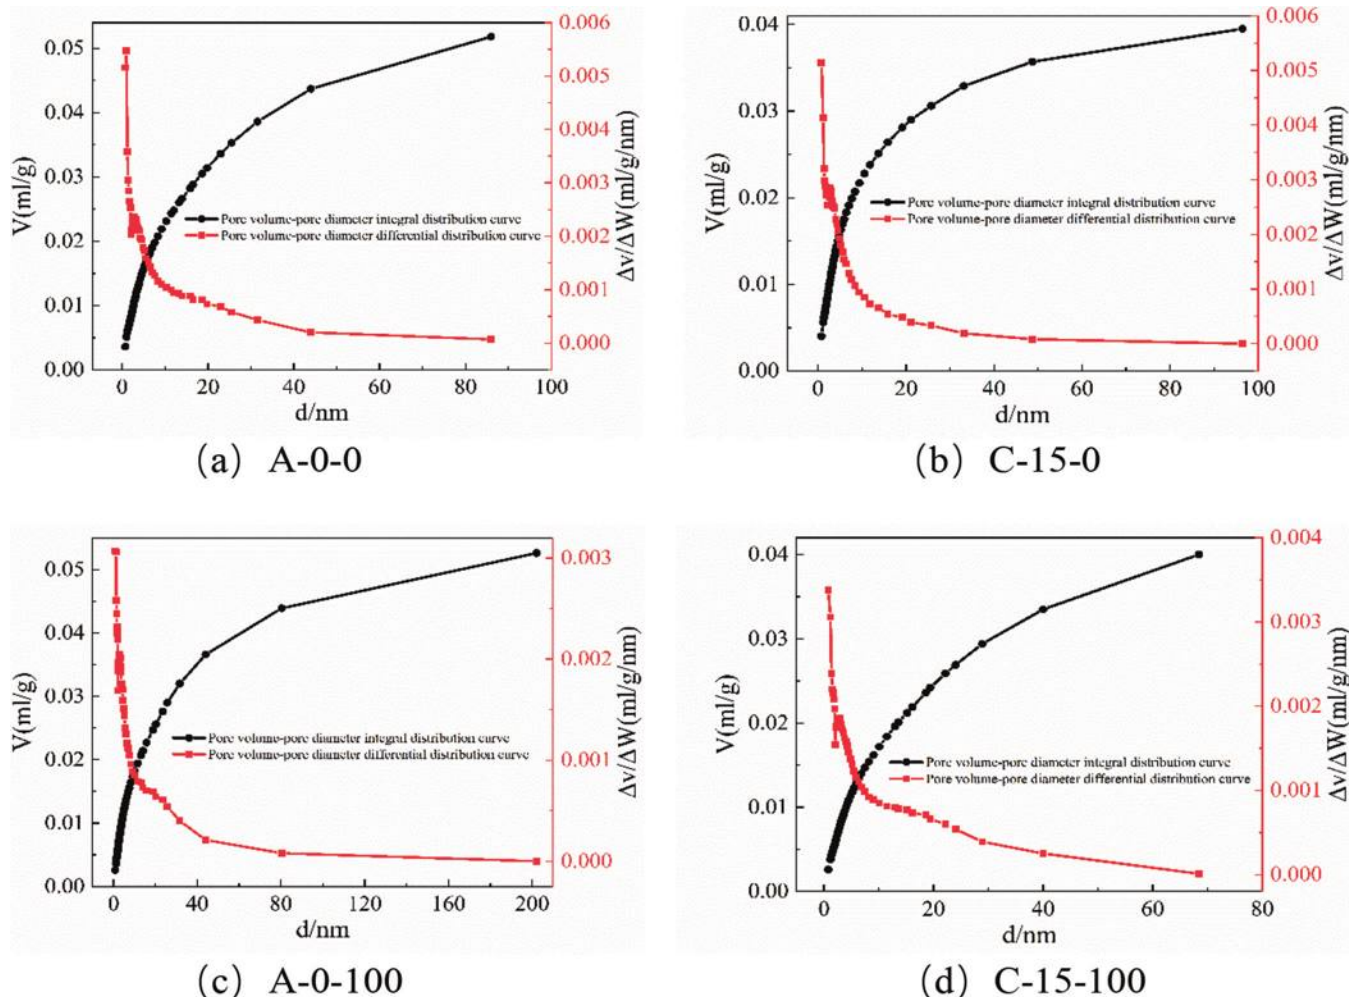 0.05
0.04
0.03
0.02
0.01
0.00
V(ml/g)
0.006
0.005
0.004
0.003
0.002
0.001
0.000
Δv/ΔW(ml/g/nm)
Pore volume-pore diameter integral distribution curve
Pore volume-pore diameter differential distribution curve
0 20 40 60 80 100
d/nm
(a) A-0-0
0.04
0.03
0.02
0.01
0.00
V(ml/g)
0.006
0.005
0.004
0.003
0.002
0.001
0.000
Δv/ΔW(ml/g/nm)
Pore volume-pore diameter integral distribution curve
Pore volume-pore diameter differential distribution curve
0 20 40 60 80 100
d/nm
(b) C-15-0
0.05
0.04
0.03
0.02
0.01
0.00
V(ml/g)
0.003
0.002
0.001
0.000
Δv/ΔW(ml/g/nm)
Pore volume-pore diameter integral distribution curve
Pore volume-pore diameter differential distribution curve
0 40 80 120 160 200
d/nm
(c) A-0-100
0.04
0.03
0.02
0.01
0.00
V(ml/g)
0.004
0.003
0.002
0.001
0.000
Δv/ΔW(ml/g/nm)
Pore volume-pore diameter integral distribution curve
Pore volume-pore diameter differential distribution curve
0 20 40 60 80
d/nm
(d) C-15-100